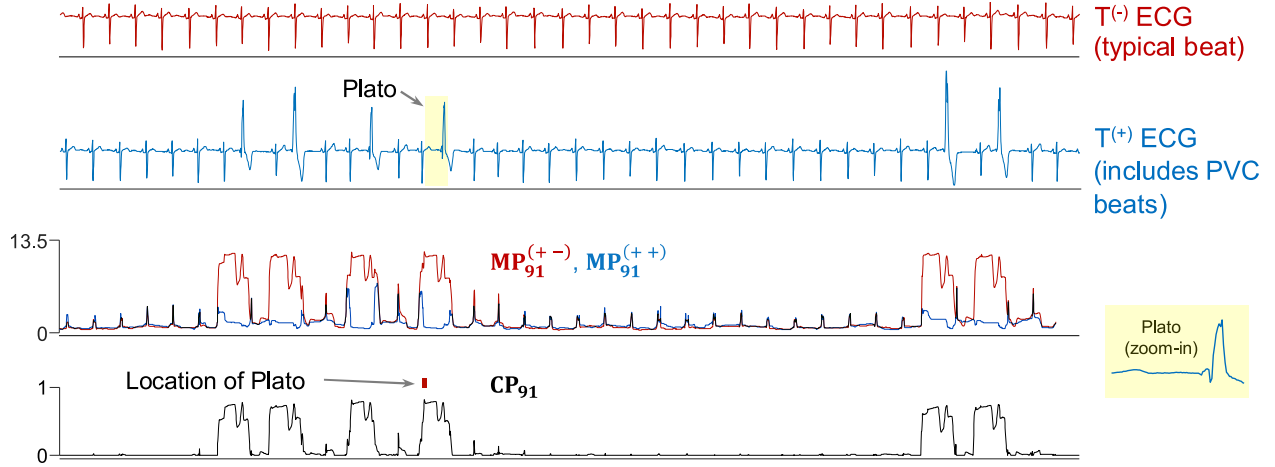 T(-) ECG
(typical beat)
Plato
T(+) ECG
(includes PVC
beats)
13.5
MP91(+ -), MP91(+ +)
0
Plato
(zoom-in)
Location of Plato
1
CP91
0